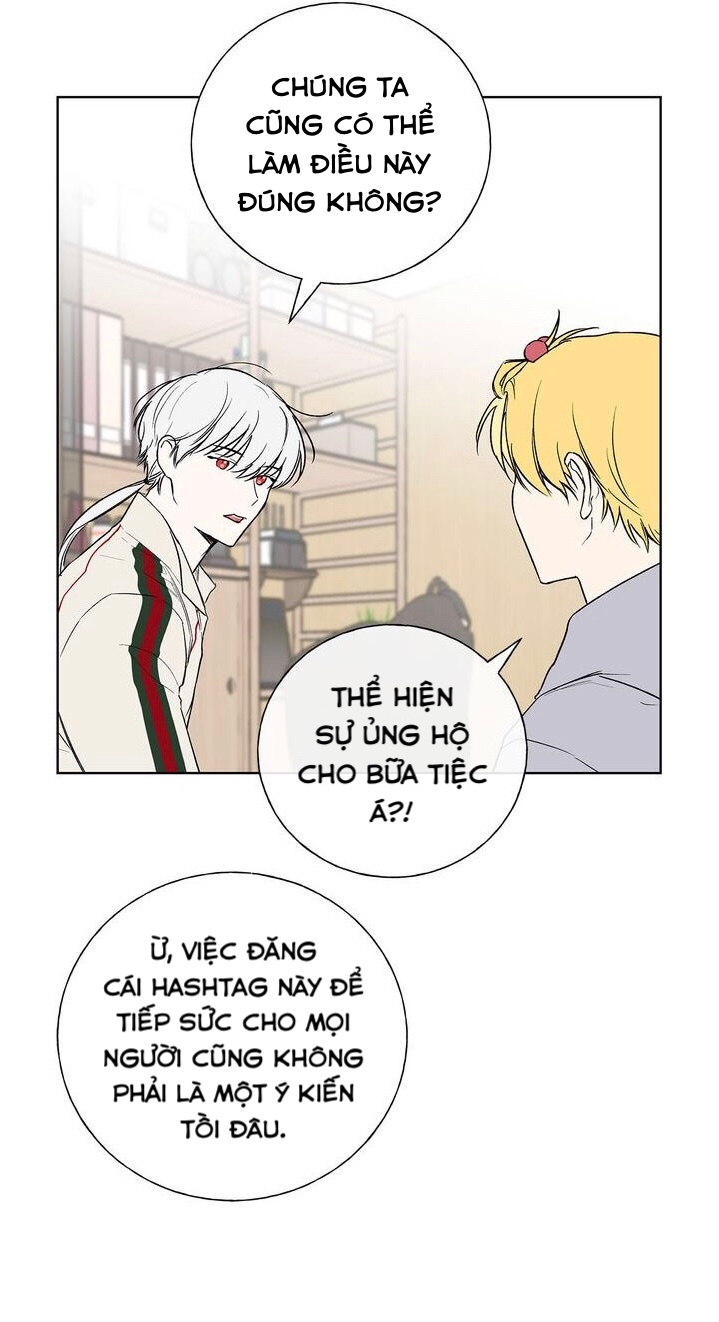 CHÚNG TA
CŨNG CÓ THỂ
LÀM ĐIỀU NÀY
ĐÚNG KHÔNG?
THỂ HIỆN
SỰ ỦNG HỘ
CHO BỮA TIỆC
Á?!
Ừ, VIỆC ĐĂNG
CÁI HASHTAG NÀY ĐỂ
TIẾP SỨC CHO MỌI
NGƯỜI CŨNG KHÔNG
PHẢI LÀ MỘT Ý KIẾN
TỒI ĐÂU.